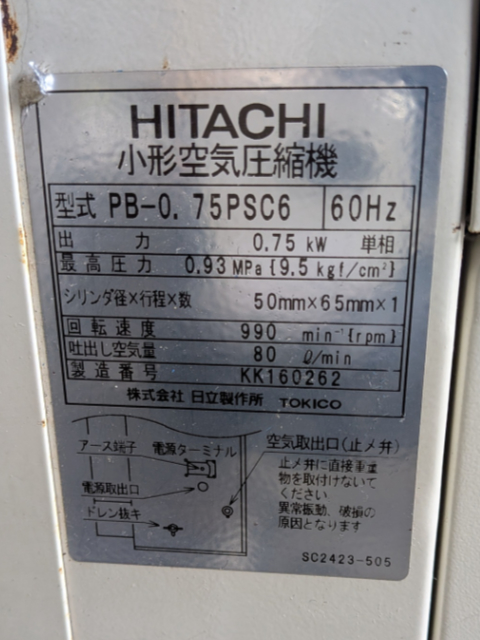 HITACHI
小形空気圧縮機
型式 PB-0.75PSC6 60Hz
出力 0.75 kW 単相
最高圧力 0.93 MPa {9.5 kgf/cm²}
シリンダ径×行程×数 50mm×65mm×1
回転速度 990 min⁻¹{rpm}
吐出し空気量 80 ℓ/min
製造番号 KK160262
株式会社 日立製作所 TOKICO
アース端子
電源ターミナル
電源取出口
ドレン抜キ
空気取出口(止メ弁)
止メ弁に直接重量
物を取付けないで
ください
異常振動、破損の
原因となります
SC2423-505